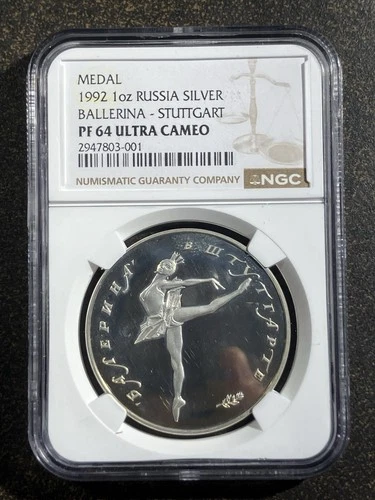 MEDAL
1992 1oz RUSSIA SILVER
BALLERINA - STUTTGART
PF 64 ULTRA CAMEO
2947803-001
NUMISMATIC GUARANTY COMPANY NGC
БАЛЕРИНА В ШТУТГАРТЕ